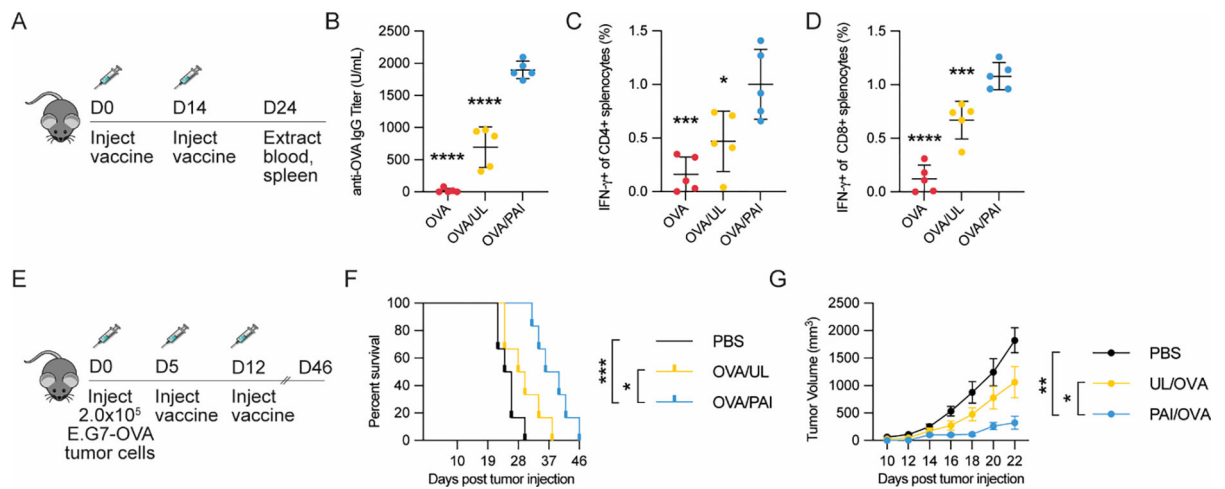 A
D0
D14
D24
Inject
vaccine
Inject
vaccine
Extract
blood,
spleen
B
anti-OVA IgG Titer (U/mL)
2500
2000
1500
1000
500
0
****
****
OVA
OVA/UL
OVA/PAI
C
IFN-γ+ of CD4+ splenocytes (%)
1.5
1.0
0.5
0.0
***
*
OVA
OVA/UL
OVA/PAI
D
IFN-γ+ of CD8+ splenocytes (%)
1.5
1.0
0.5
0.0
****
***
OVA
OVA/UL
OVA/PAI
E
D0
D5
D12
D46
Inject
2.0x10⁵
E.G7-OVA
tumor cells
Inject
vaccine
Inject
vaccine
F
Percent survival
100
80
60
40
20
0
10
19
28
37
46
Days post tumor injection
***
*
PBS
OVA/UL
OVA/PAI
G
Tumor Volume (mm³)
2500
2000
1500
1000
500
0
10
12
14
16
18
20
22
Days post tumor injection
**
*
PBS
UL/OVA
PAI/OVA